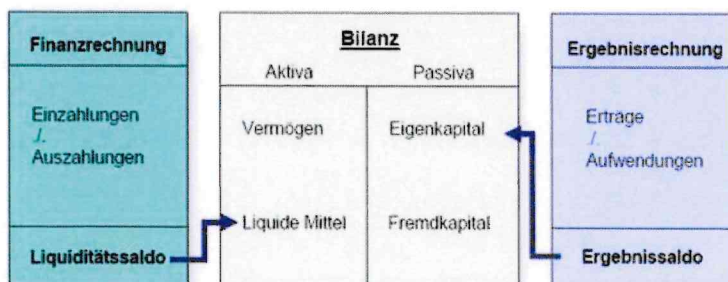 Finanzrechnung
Einzahlungen
./.
Auszahlungen
Liquiditätssaldo
Bilanz
Aktiva Passiva
Vermögen Eigenkapital
Liquide Mittel Fremdkapital
Ergebnisrechnung
Erträge
./.
Aufwendungen
Ergebnissaldo